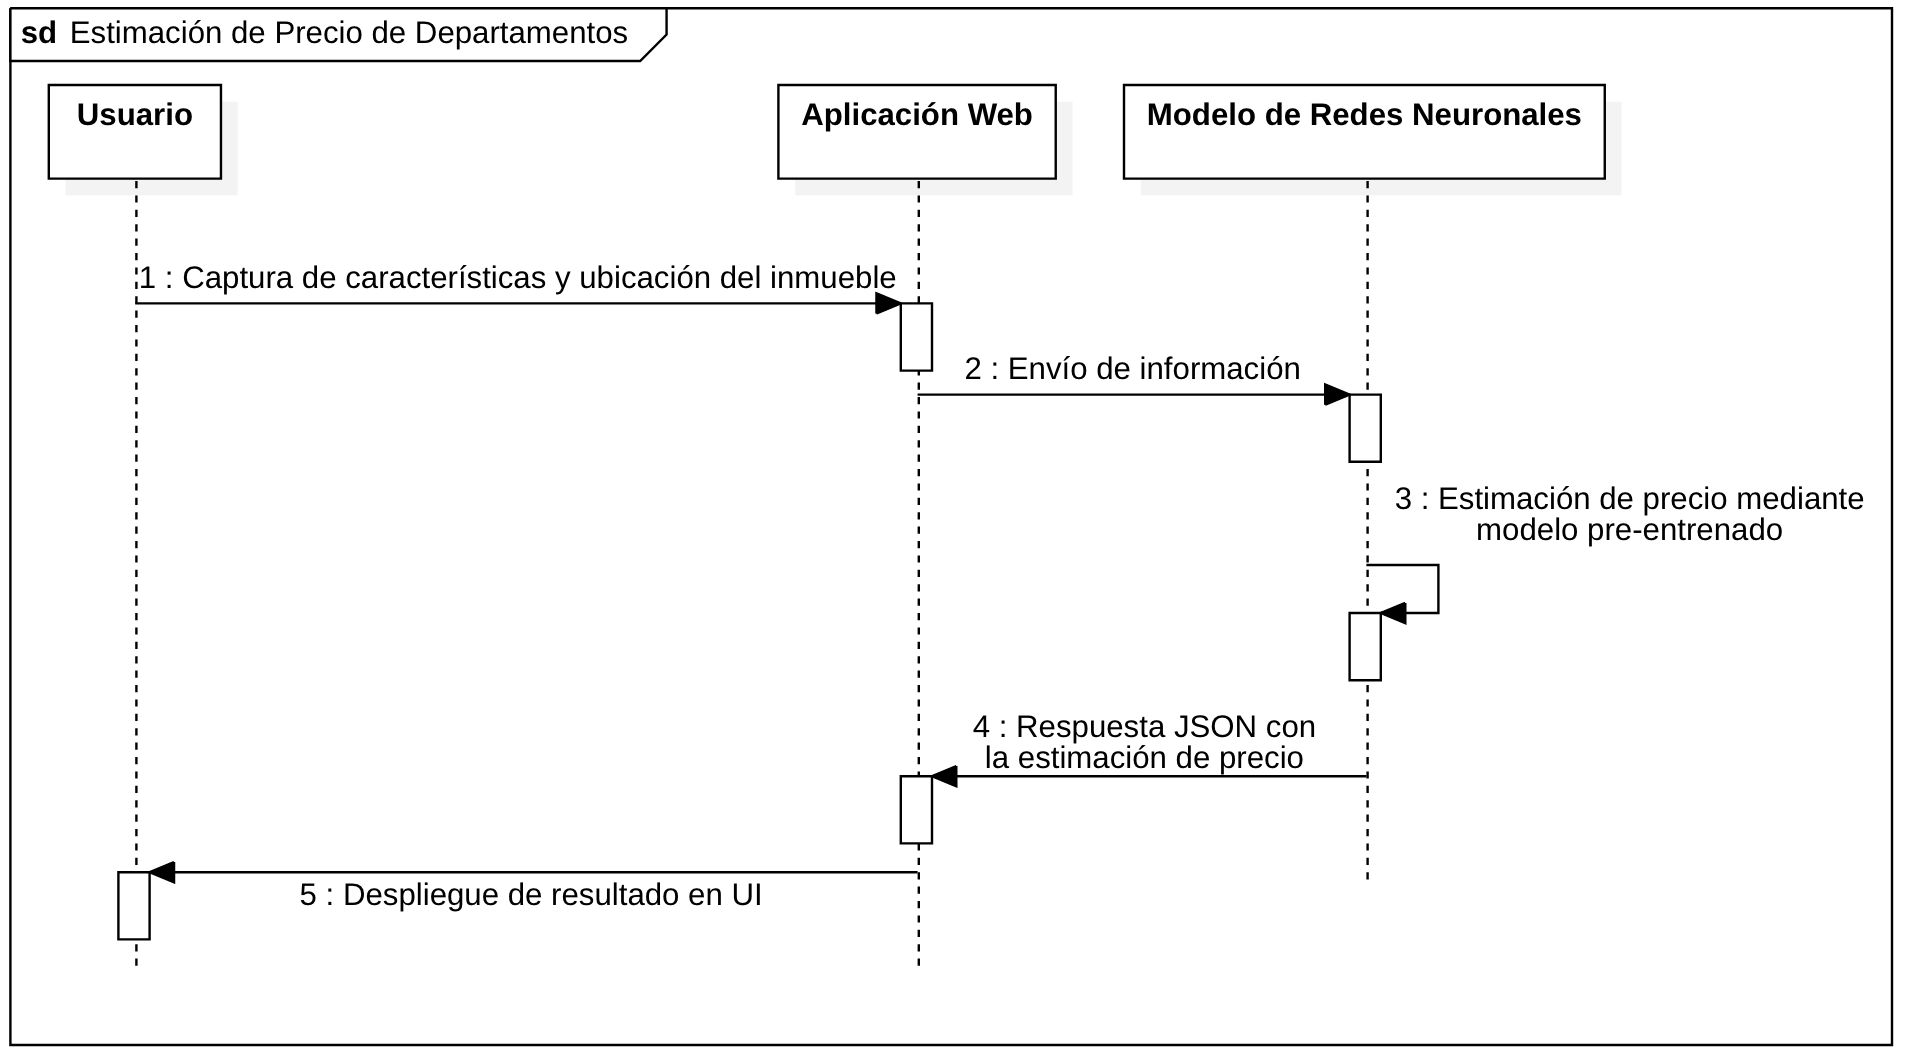 sd Estimación de Precio de Departamentos
Usuario
Aplicación Web
Modelo de Redes Neuronales
1 : Captura de características y ubicación del inmueble
2 : Envío de información
3 : Estimación de precio mediante
modelo pre-entrenado
4 : Respuesta JSON con
la estimación de precio
5 : Despliegue de resultado en UI